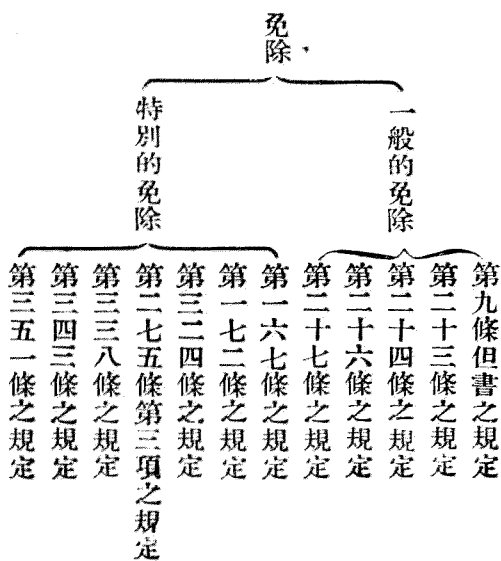 免除
一般的免除
第九條但書之規定
第二十三條之規定
第二十四條之規定
第二十六條之規定
第二十七條之規定
特別的免除
第一六七條之規定
第一七二條之規定
第三二四條之規定
第二七五條第三項之規定
第三三八條之規定
第三四三條之規定
第三五一條之規定